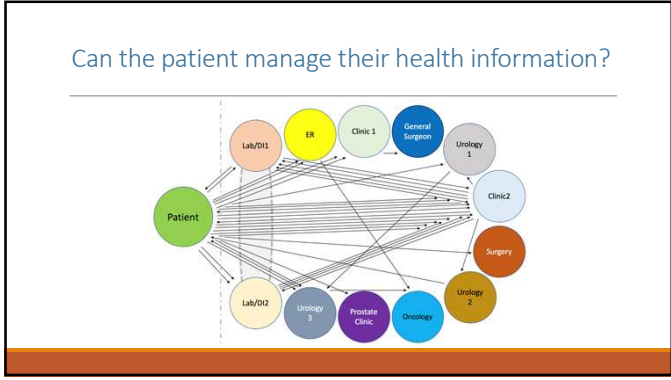 Can the patient manage their health information?
Lab/DI1
ER
Clinic 1
General
Surgeon
Urology
1
Clinic2
Patient
Surgery
Lab/DI2
Urology
3
Prostate
Clinic
Oncology
Urology
2